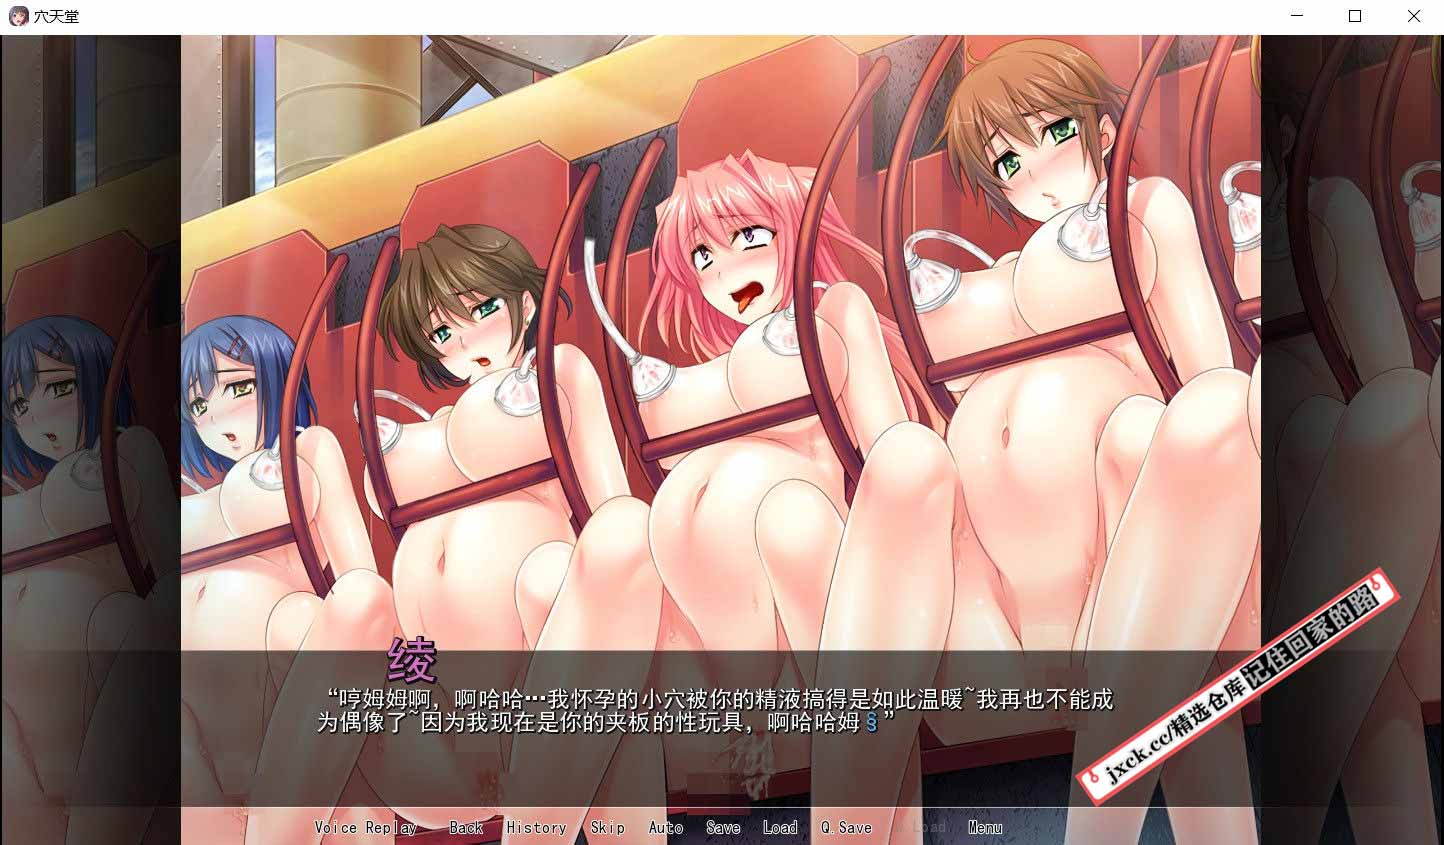 穴天堂
绫
“哼姆姆啊，啊哈哈…我怀孕的小穴被你的精液搞得是如此温暖~我再也不能成
为偶像了~因为我现在是你的夹板的性玩具，啊哈哈姆§”
jxck.cc/精选仓库 记住回家的路
Voice Replay Back History Skip Auto Save Load Q.Save Q.Load Menu